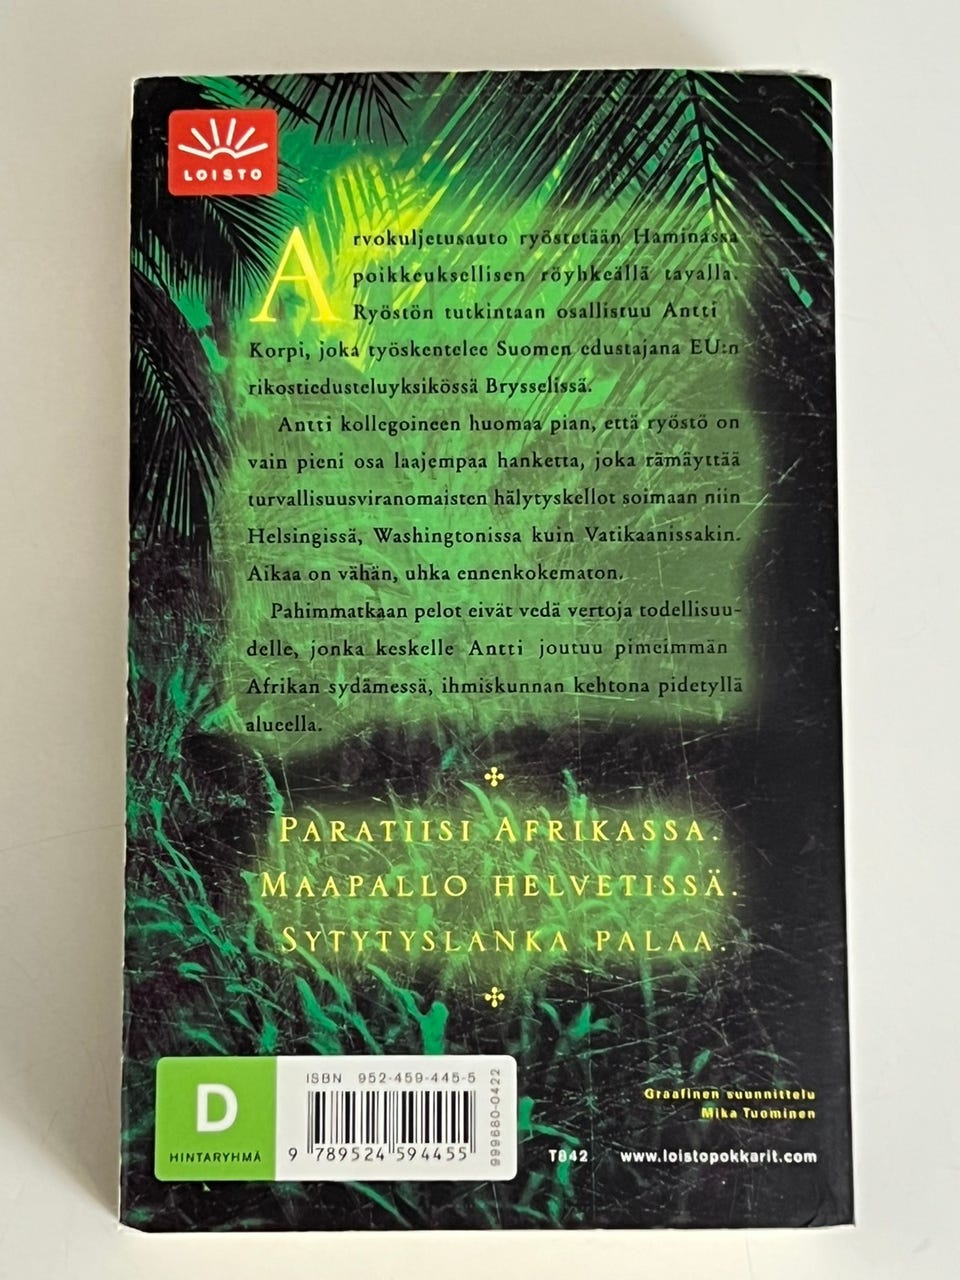 LOISTO
Arvokuljetusauto ryöstetään Haminassa
poikkeuksellisen röyhkeällä tavalla.
Ryöstön tutkintaan osallistuu Antti
Korpi, joka työskentelee Suomen edustajana EU:n
rikostiedusteluyksikössä Brysselissä.
Antti kollegoineen huomaa pian, että ryöstö on
vain pieni osa laajempaa hanketta, joka rämäyttää
turvallisuusviranomaisten hälytyskellot soimaan niin
Helsingissä, Washingtonissa kuin Vatikaanissakin.
Aikaa on vähän, uhka ennenkokematon.
Pahimmatkaan pelot eivät vedä vertoja todellisuu-
delle, jonka keskelle Antti joutuu pimeimmän
Afrikan sydämessä, ihmiskunnan kehtona pidetyllä
alueella.
PARATIISI AFRIKASSA.
MAAPALLO HELVETISSÄ.
SYTYTYSLANKA PALAA.
D
HINTARYHMÄ
ISBN 952-459-445-5
9 789524 594455
999680-0422
Graafinen suunnittelu
Mika Tuominen
T842 www.loistopokkarit.com